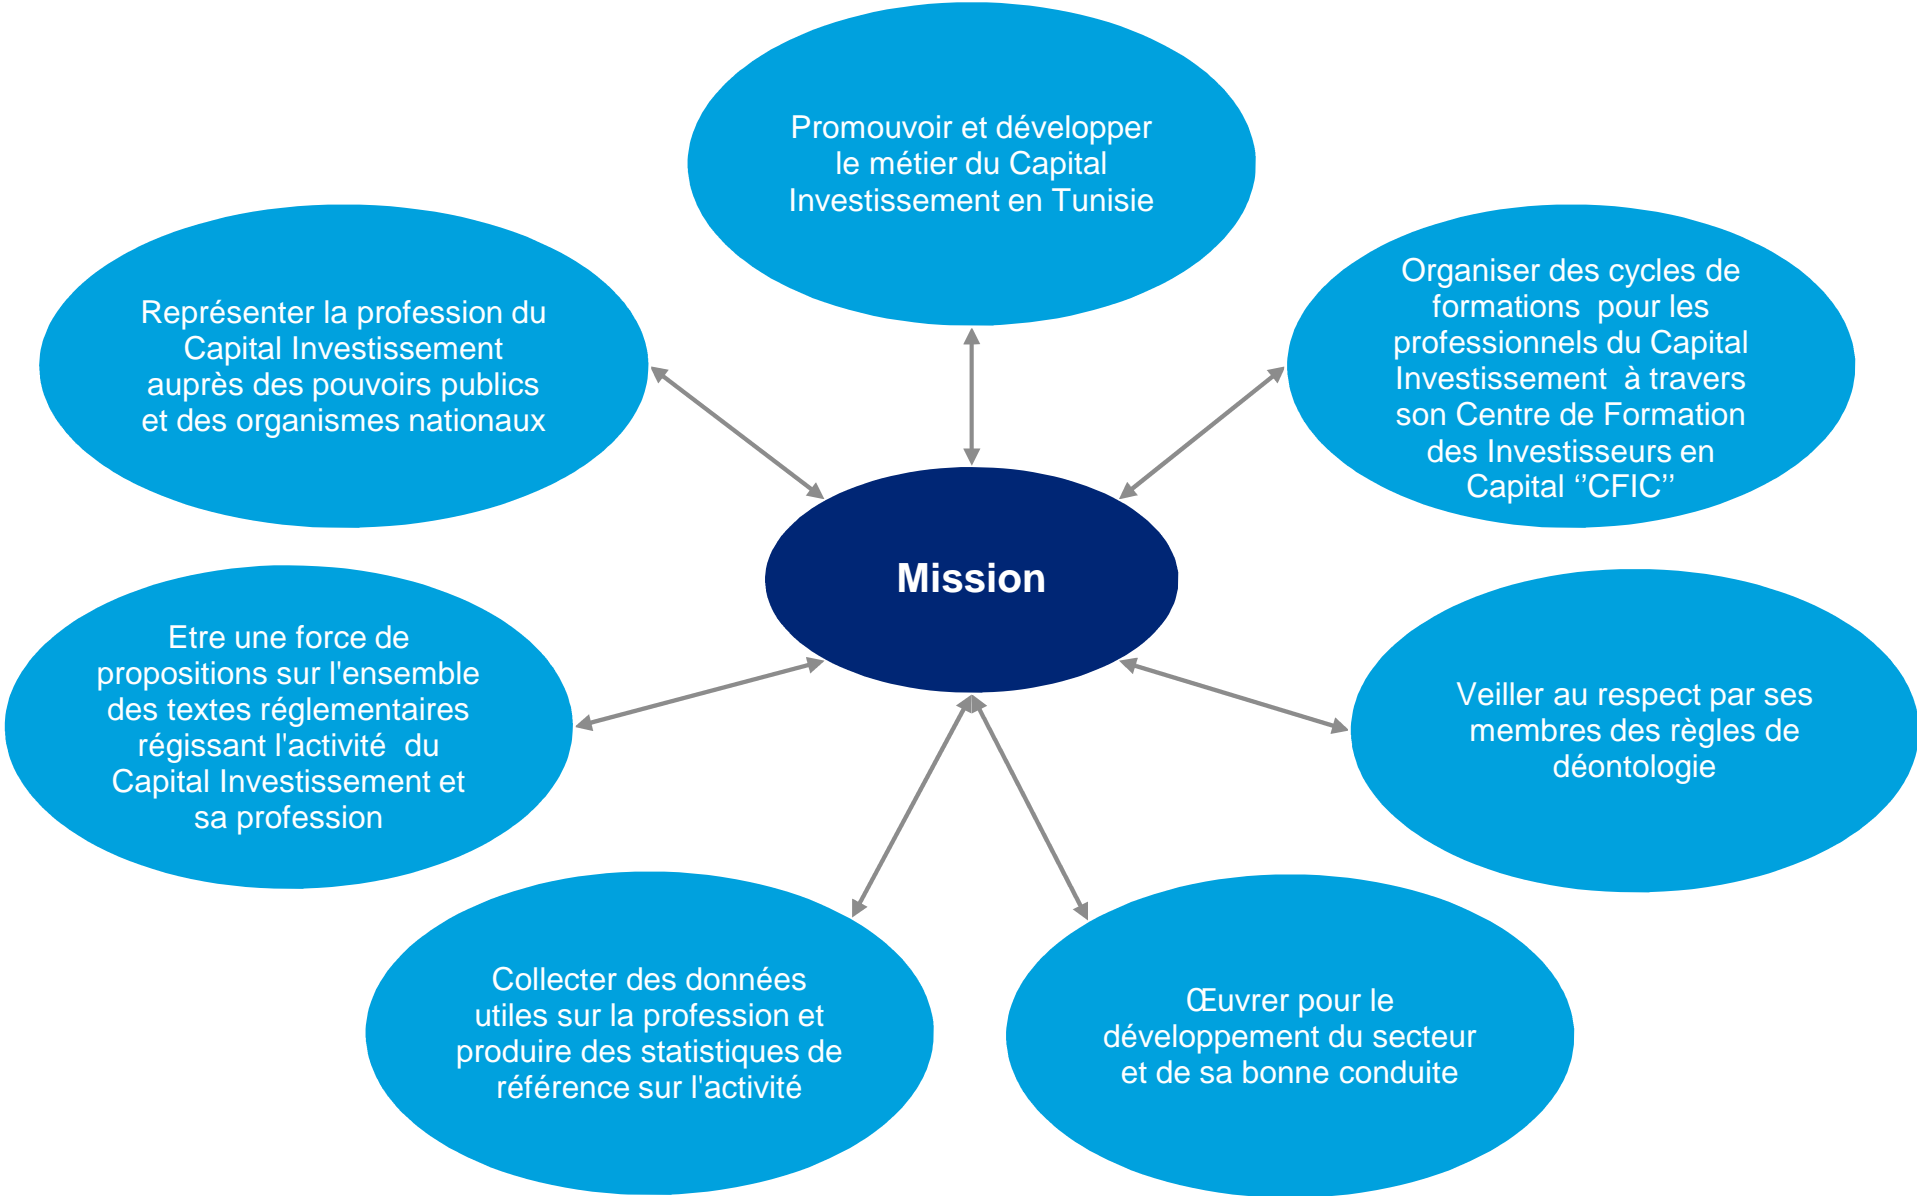 Promouvoir et développer
le métier du Capital
Investissement en Tunisie
Organiser des cycles de
formations  pour les
professionnels du Capital
Investissement  à travers
son Centre de Formation
des Investisseurs en
Capital ‘’CFIC’’
Représenter la profession du
Capital Investissement
auprès des pouvoirs publics
et des organismes nationaux
Mission
Etre une force de
propositions sur l'ensemble
des textes réglementaires
régissant l'activité  du
Capital Investissement et
sa profession
Veiller au respect par ses
membres des règles de
déontologie
Collecter des données
utiles sur la profession et
produire des statistiques de
référence sur l'activité
Œuvrer pour le
développement du secteur
et de sa bonne conduite